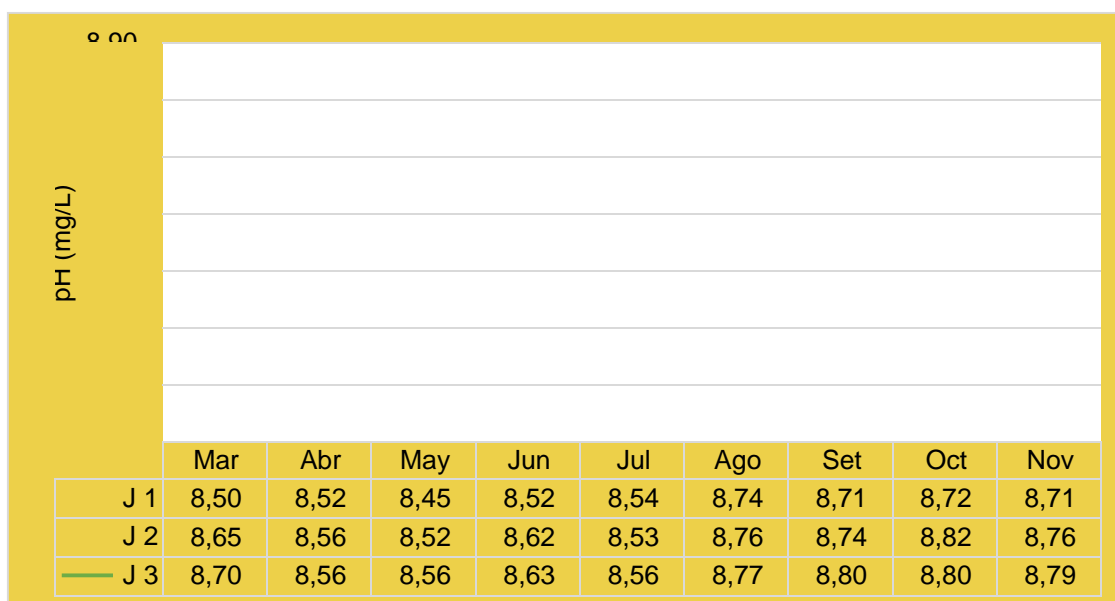 8,90
pH (mg/L)
Mar Abr May Jun Jul Ago Set Oct Nov
J 1 8,50 8,52 8,45 8,52 8,54 8,74 8,71 8,72 8,71
J 2 8,65 8,56 8,52 8,62 8,53 8,76 8,74 8,82 8,76
J 3 8,70 8,56 8,56 8,63 8,56 8,77 8,80 8,80 8,79